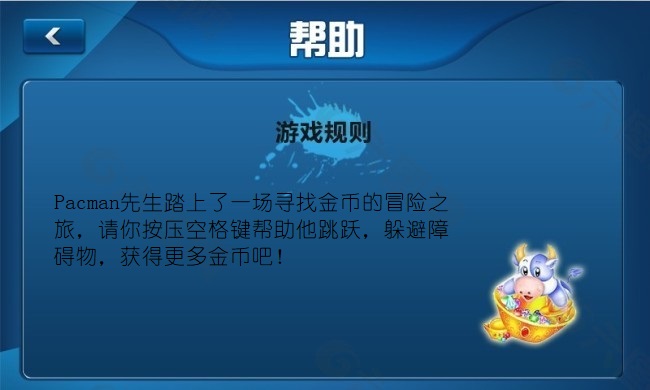 帮助
游戏规则
Pacman先生踏上了一场寻找金币的冒险之
旅，请你按压空格键帮助他跳跃，躲避障
碍物，获得更多金币吧！